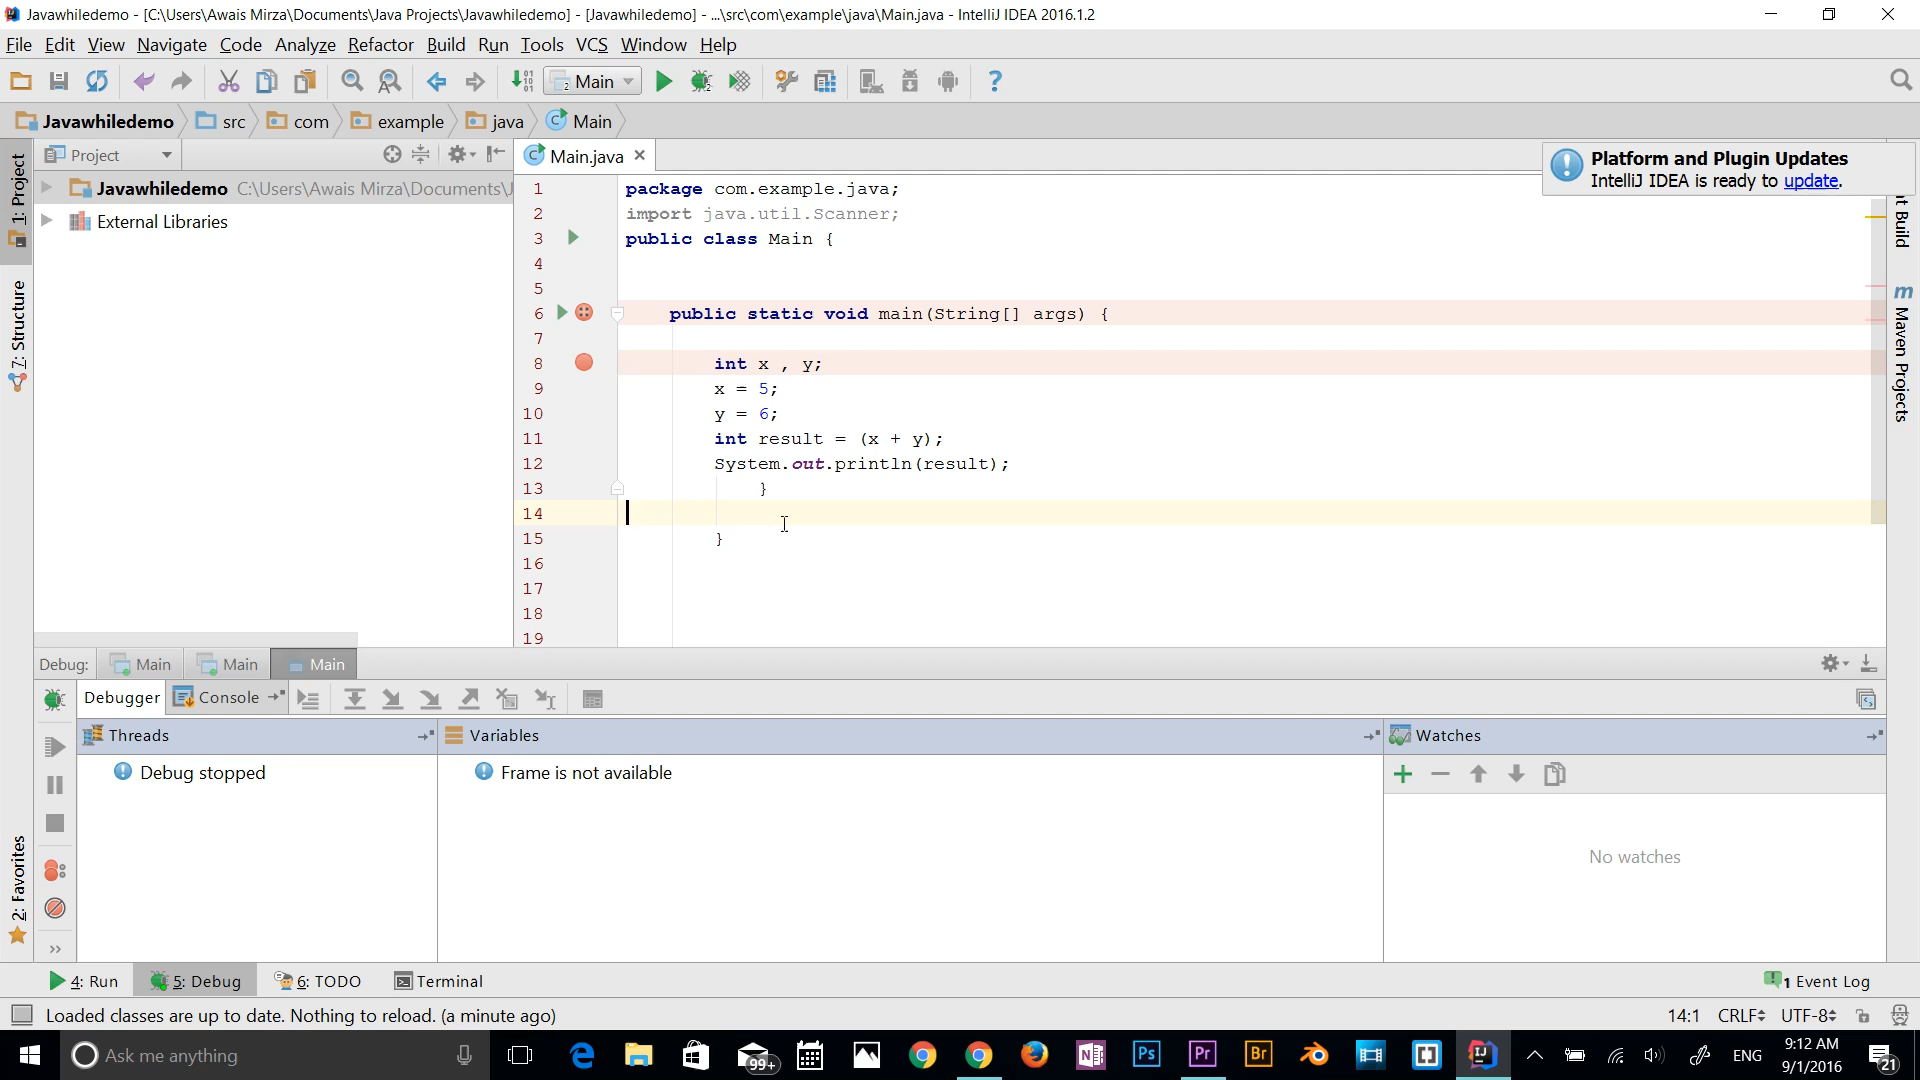 Javawhiledemo - [C:\Users\Awais Mirza\Documents\Java Projects\Javawhiledemo] - [Javawhiledemo] - ...\src\com\example\java\Main.java - IntelliJ IDEA 2016.1.2
File Edit View Navigate Code Analyze Refactor Build Run Tools VCS Window Help
Main
Javawhiledemo src com example java Main
Project
Main.java
Platform and Plugin Updates
IntelliJ IDEA is ready to update.
Javawhiledemo C:\Users\Awais Mirza\Documents\J
External Libraries
1: Project
7: Structure
2: Favorites
1 package com.example.java;
2 import java.util.Scanner;
3 public class Main {
4
5
6 public static void main(String[] args) {
7
8 int x , y;
9 x = 5;
10 y = 6;
11 int result = (x + y);
12 System.out.println(result);
13 }
14
15 }
16
17
18
19
t Build
Maven Projects
Debug: Main Main Main
Debugger Console
Threads Variables Watches
Debug stopped
Frame is not available
No watches
4: Run 5: Debug 6: TODO Terminal 1 Event Log
Loaded classes are up to date. Nothing to reload. (a minute ago) 14:1 CRLF UTF-8
Ask me anything 99+ Ps Pr Br ENG 9:12 AM
9/1/2016 21